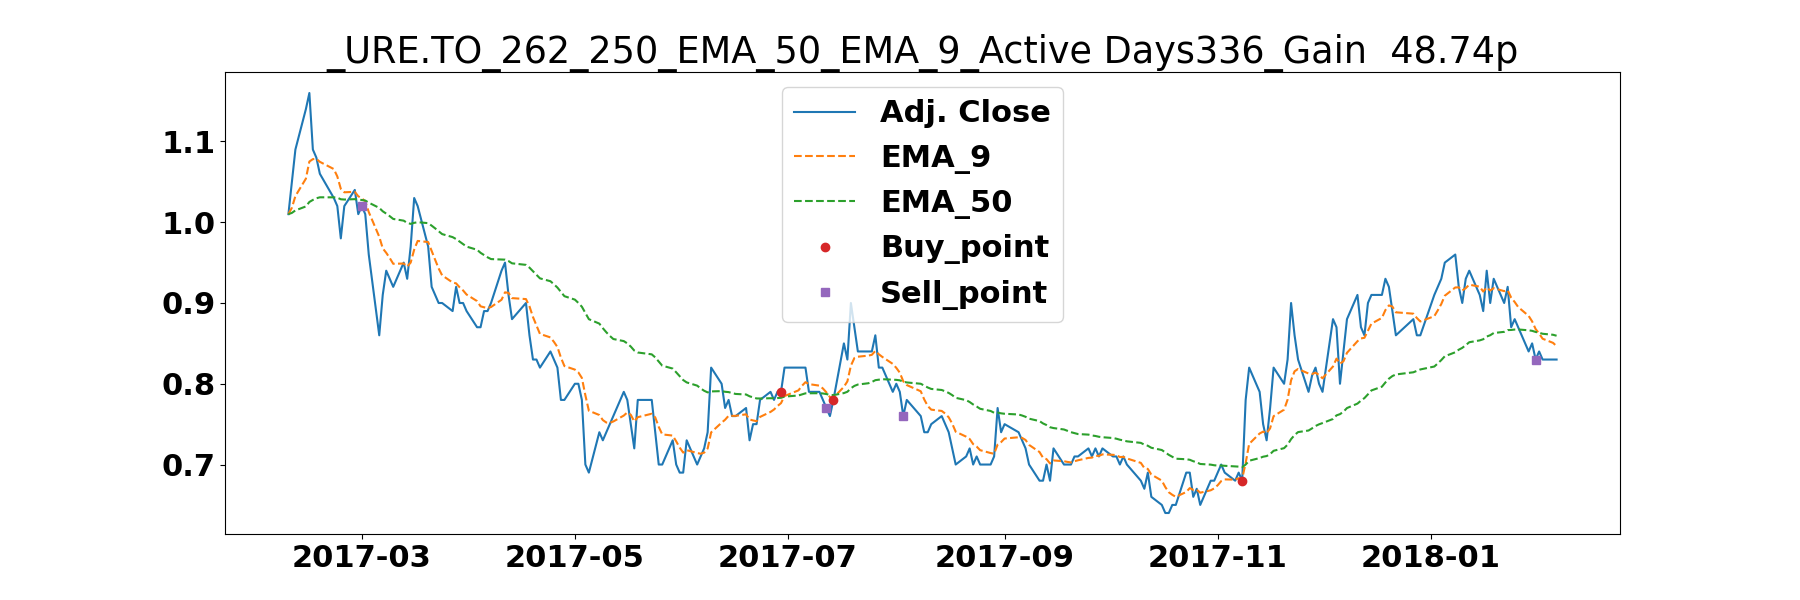 _URE.TO_262_250_EMA_50_EMA_9_Active Days336_Gain  48.74p
Adj. Close
EMA_9
EMA_50
Buy_point
Sell_point
1.1
1.0
0.9
0.8
0.7
2017-03
2017-05
2017-07
2017-09
2017-11
2018-01